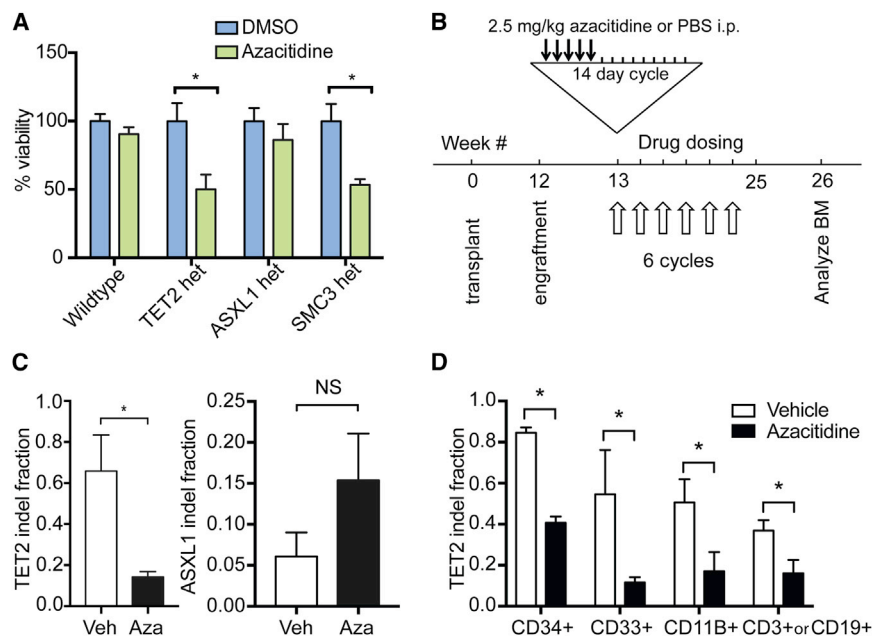 A
DMSO
Azacitidine
% viability
150
100
50
0
*
*
Wildtype
TET2 het
ASXL1 het
SMC3 het
B
2.5 mg/kg azacitidine or PBS i.p.
14 day cycle
Week #
Drug dosing
0
12
13
25
26
transplant
engraftment
6 cycles
Analyze BM
C
TET2 indel fraction
1.0
0.8
0.6
0.4
0.2
0.0
*
Veh
Aza
ASXL1 indel fraction
0.25
0.20
0.15
0.10
0.05
0.00
NS
Veh
Aza
D
TET2 indel fraction
1.0
0.8
0.6
0.4
0.2
0.0
*
*
*
*
Vehicle
Azacitidine
CD34+
CD33+
CD11B+
CD3+or CD19+